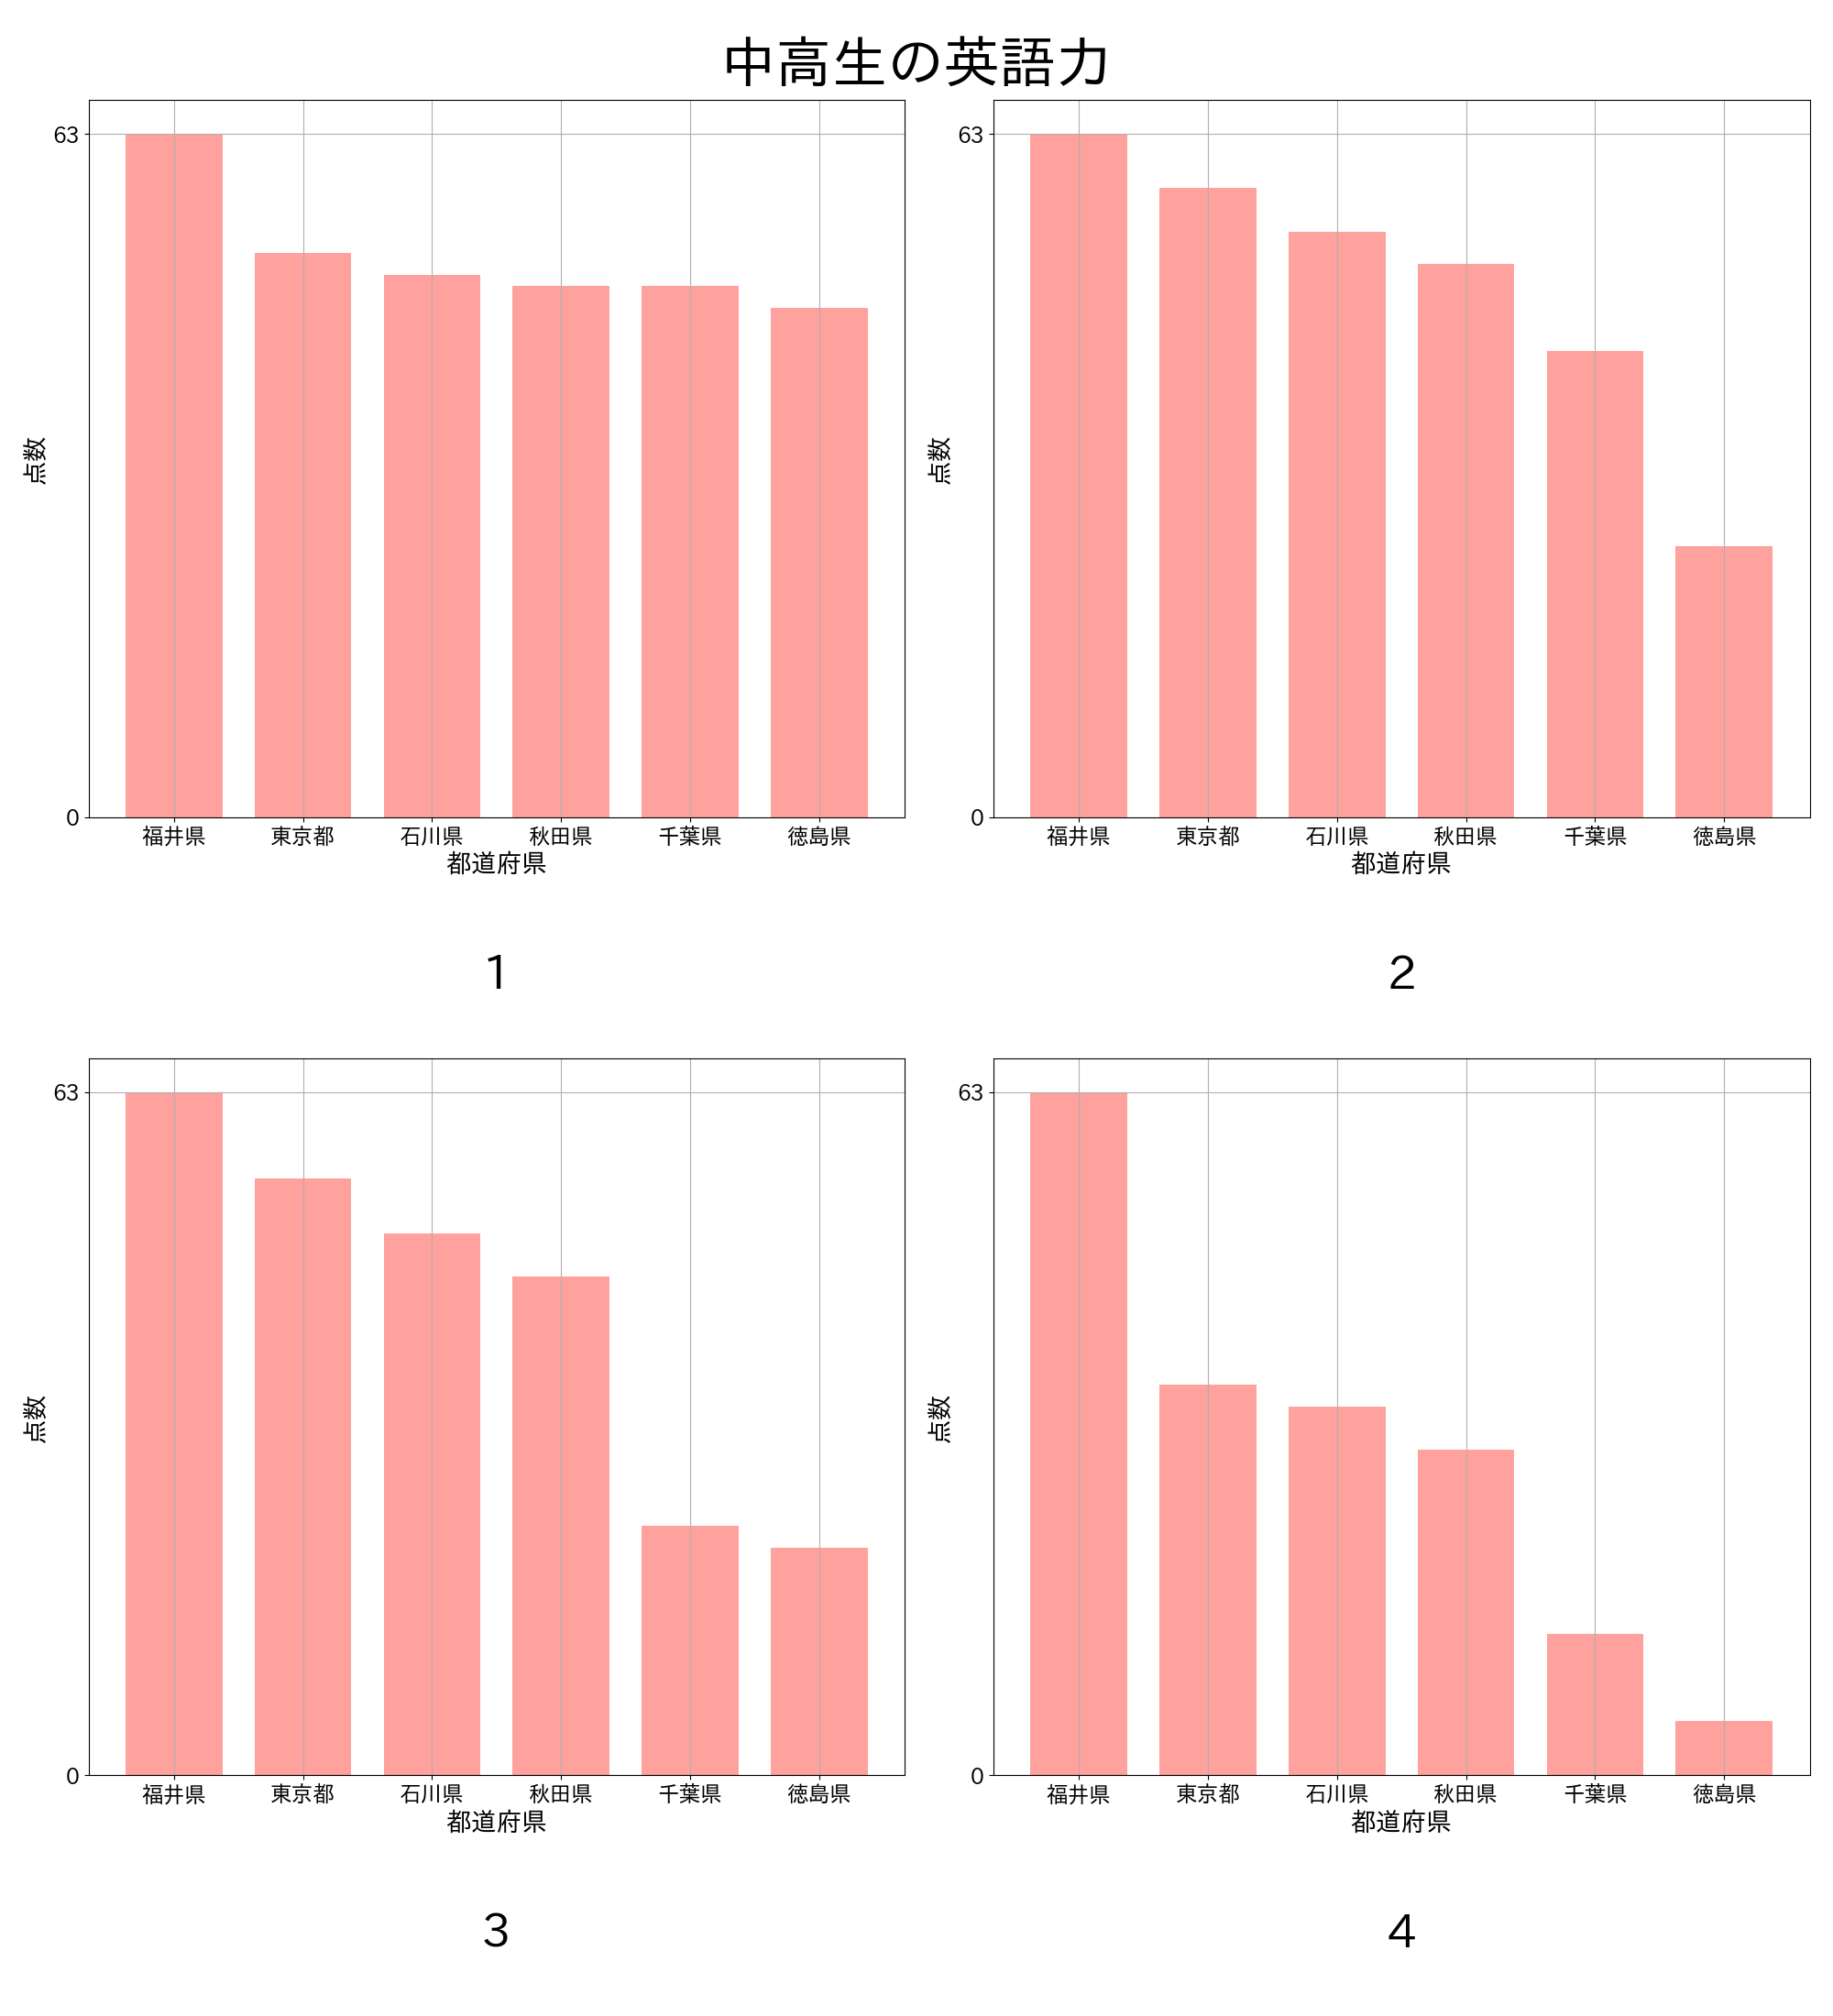 中高生の英語力
63
0
点数
福井県 東京都 石川県 秋田県 千葉県 徳島県
都道府県
1
63
0
点数
福井県 東京都 石川県 秋田県 千葉県 徳島県
都道府県
2
63
0
点数
福井県 東京都 石川県 秋田県 千葉県 徳島県
都道府県
3
63
0
点数
福井県 東京都 石川県 秋田県 千葉県 徳島県
都道府県
4